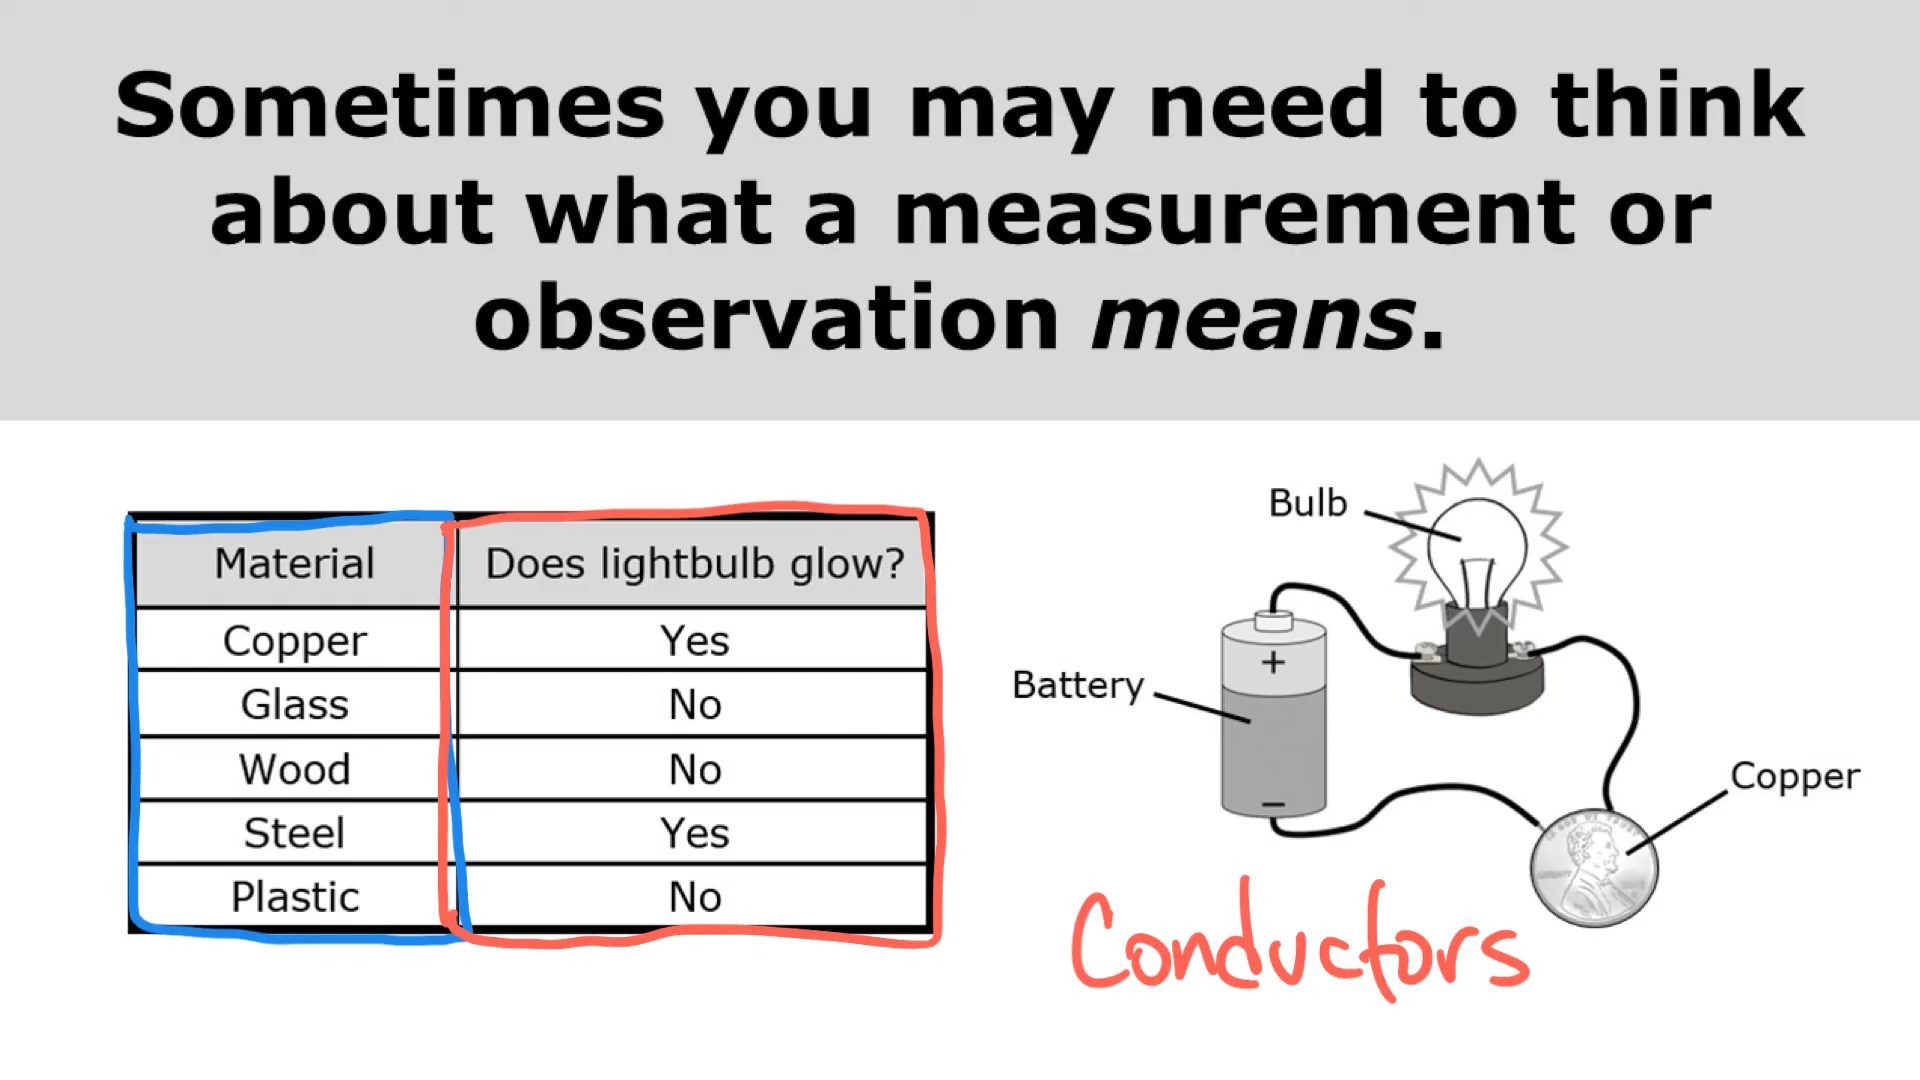 Sometimes you may need to think
about what a measurement or
observation means.
Material Does lightbulb glow?
Copper Yes
Glass No
Wood No
Steel Yes
Plastic No
Bulb
Battery
+
−
Copper
Conductors